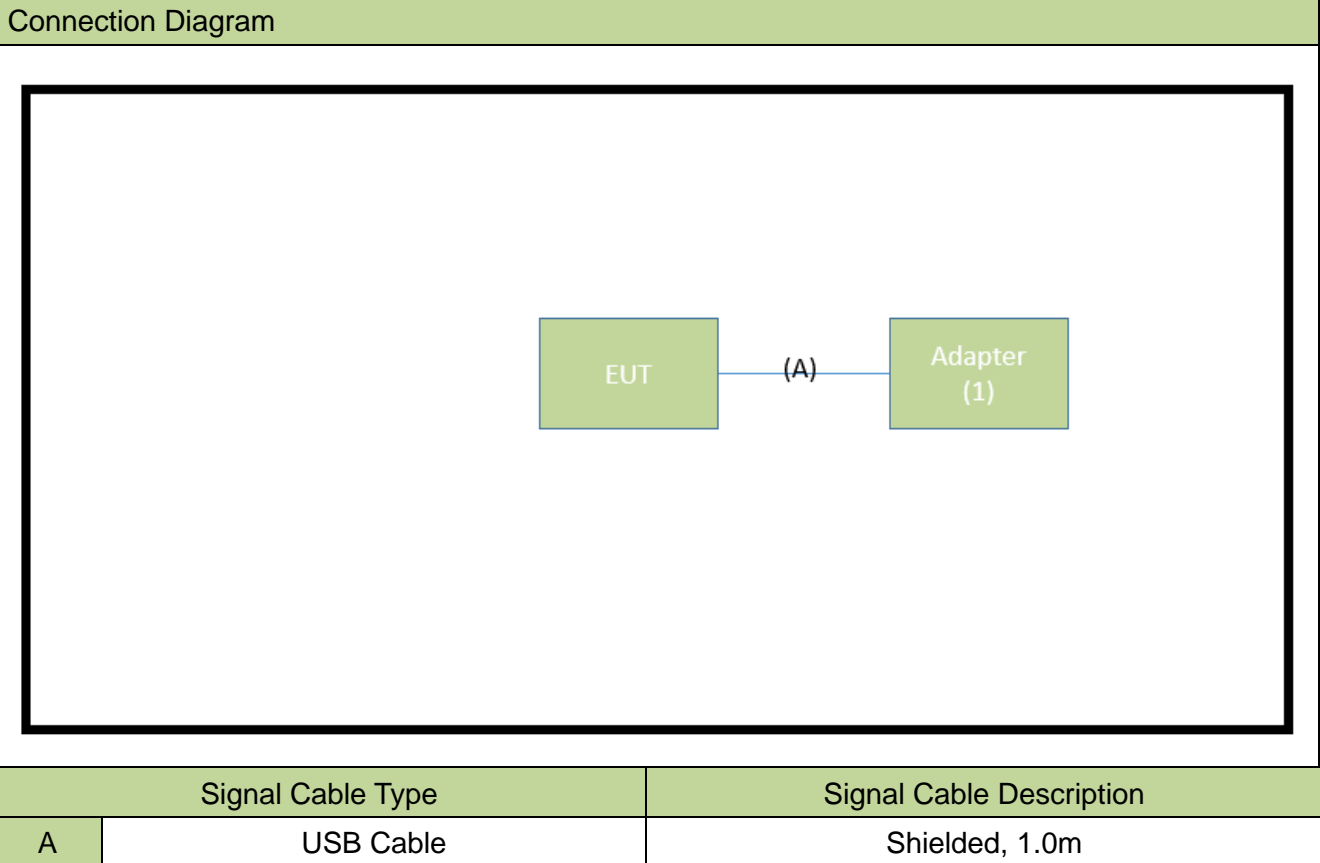 Connection Diagram
EUT
(A)
Adapter
(1)
Signal Cable Type Signal Cable Description
A USB Cable Shielded, 1.0m